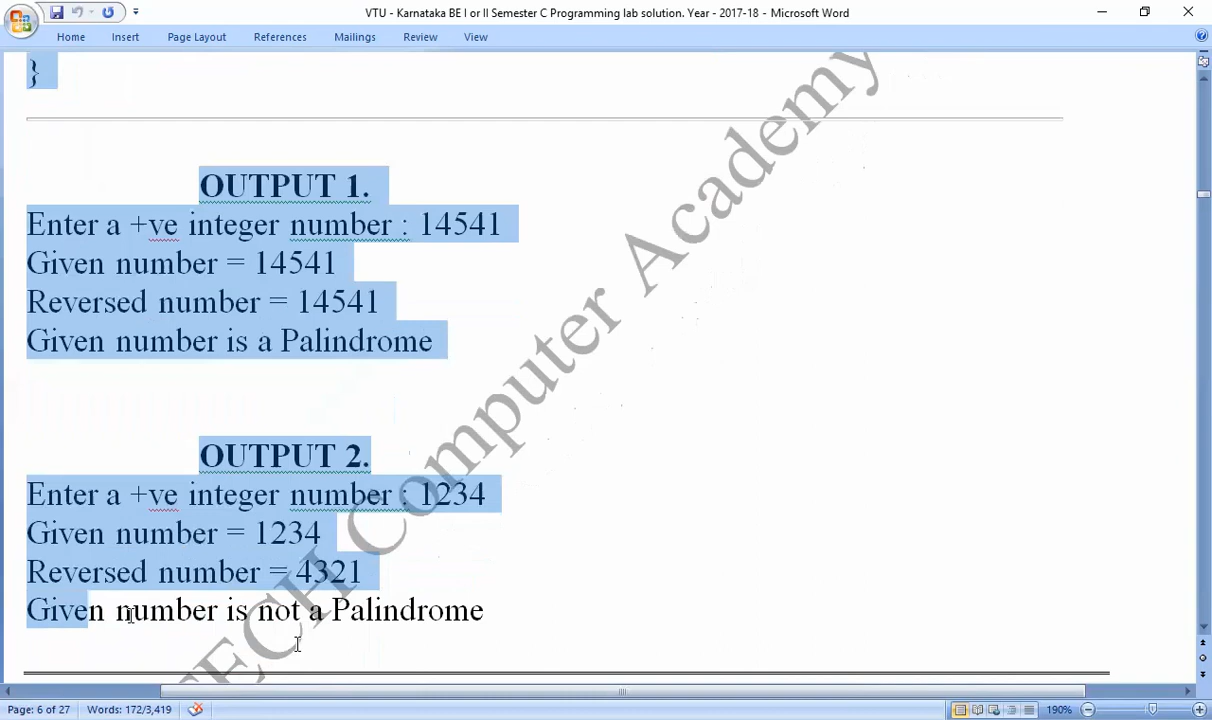 VTU - Karnataka BE I or II Semester C Programming lab solution. Year - 2017-18 - Microsoft Word
Home Insert Page Layout References Mailings Review View
}
OUTPUT 1.
Enter a +ve integer number : 14541
Given number = 14541
Reversed number = 14541
Given number is a Palindrome
OUTPUT 2.
Enter a +ve integer number : 1234
Given number = 1234
Reversed number = 4321
Given number is not a Palindrome
TECH Computer Academy
Page: 6 of 27 Words: 172/3,419 190%